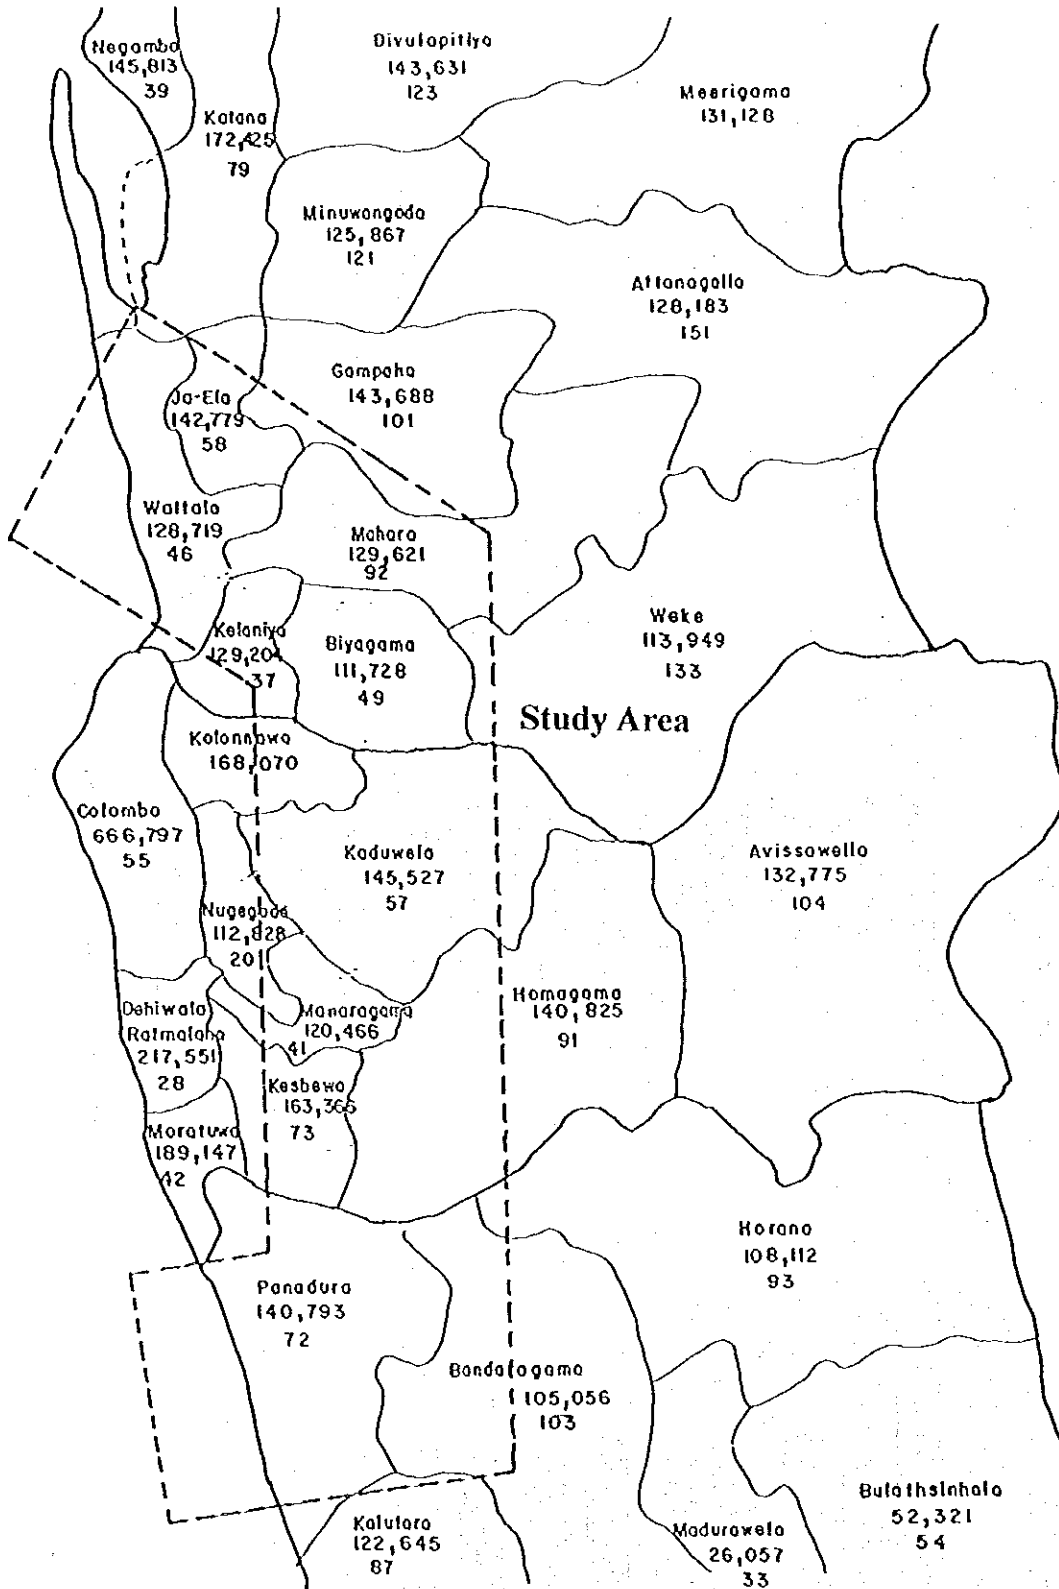 Negambo
145,813
39
Divulapitiya
143,631
123
Meerigama
131,128
Katana
172,425
79
Minuwangoda
125,867
121
Attanagalla
128,183
151
Gampaha
143,688
101
Ja-Ela
142,779
58
Wattala
128,719
46
Mahara
129,621
92
Kelaniya
129,201
37
Biyagama
111,728
49
Weke
113,949
133
Study Area
Kolonnawa
168,070
Colombo
666,797
55
Kaduwela
145,527
57
Avissawella
132,775
104
Nugegoda
112,828
20
Homagama
140,825
91
Maharagama
120,466
41
Dehiwala
Ratmalana
217,551
28
Kesbewa
163,366
73
Moratuwa
189,147
42
Horana
108,112
93
Panadura
140,793
72
Bandaragama
105,056
103
Bulathsinhala
52,321
54
Kalutara
122,645
87
Madurawela
26,057
33